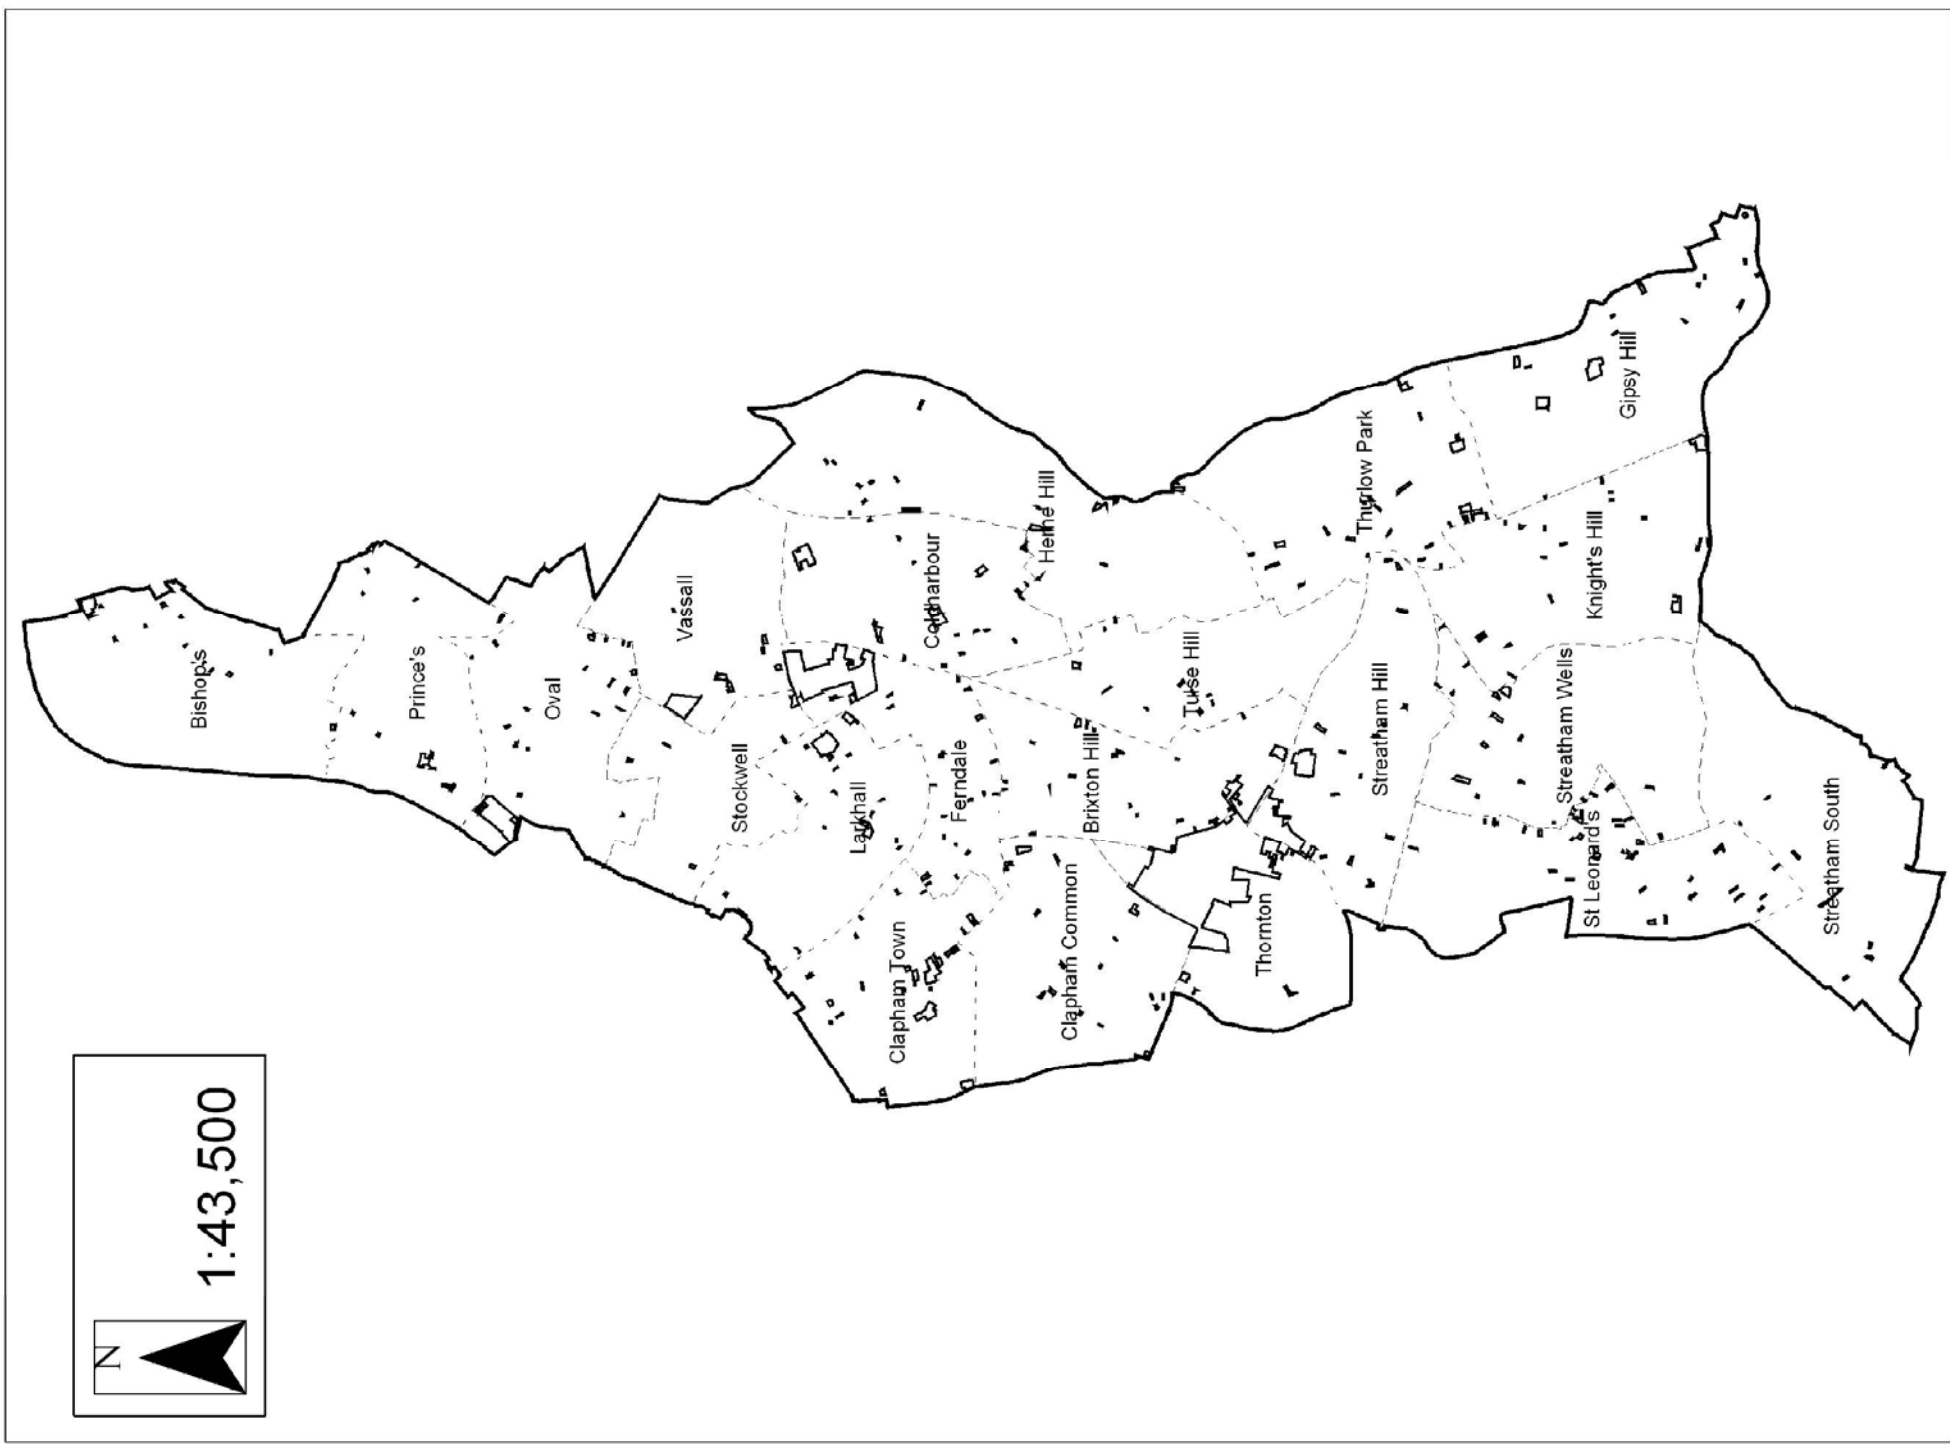 N
1:43,500
Bishop's
Prince's
Oval
Vassall
Stockwell
Larkhall
Coldharbour
Ferndale
Herne Hill
Clapham Town
Brixton Hill
Clapham Common
Tulse Hill
Thornton
Thurlow Park
Streatham Hill
Gipsy Hill
Knight's Hill
Streatham Wells
St Leonard's
Streatham South